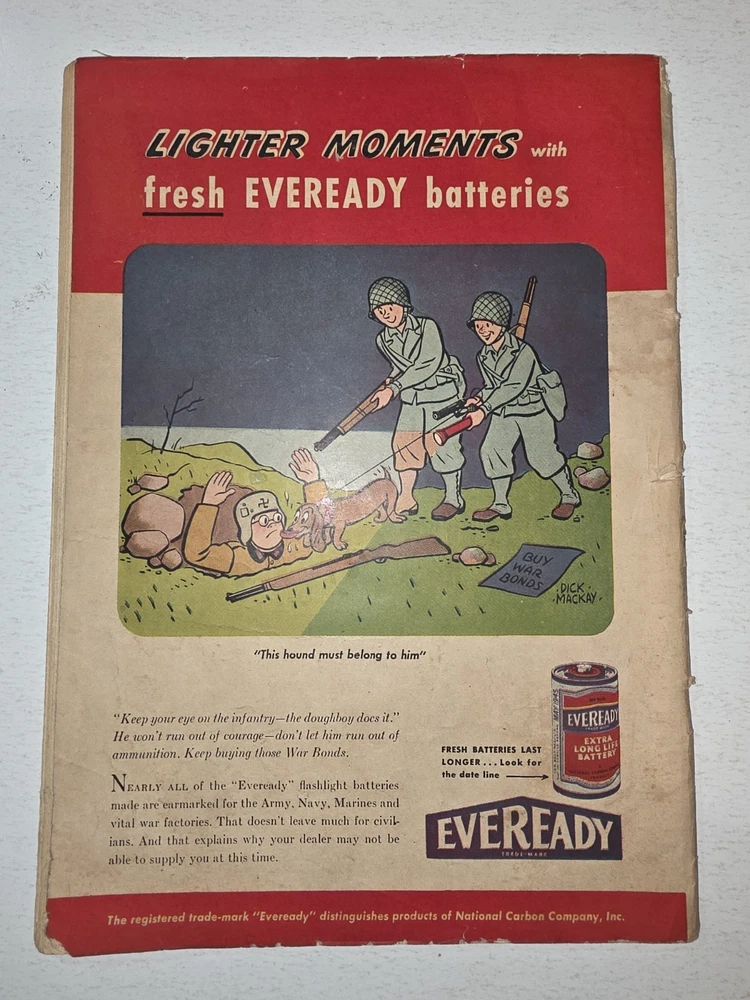 LIGHTER MOMENTS with
fresh EVEREADY batteries
BUY
WAR
BONDS
DICK
MACKAY
"This hound must belong to him"
"Keep your eye on the infantry—the doughboy does it."
He won't run out of courage—don't let him run out of
ammunition. Keep buying those War Bonds.
NEARLY ALL of the "Eveready" flashlight batteries
made are earmarked for the Army, Navy, Marines and
vital war factories. That doesn't leave much for civil-
ians. And that explains why your dealer may not be
able to supply you at this time.
FRESH BATTERIES LAST
LONGER... Look for
the date line
MAY 1945
EVEREADY
TRADE-MARK
EXTRA
LONG LIFE
BATTERY
EVEREADY
TRADE-MARK
The registered trade-mark "Eveready" distinguishes products of National Carbon Company, Inc.